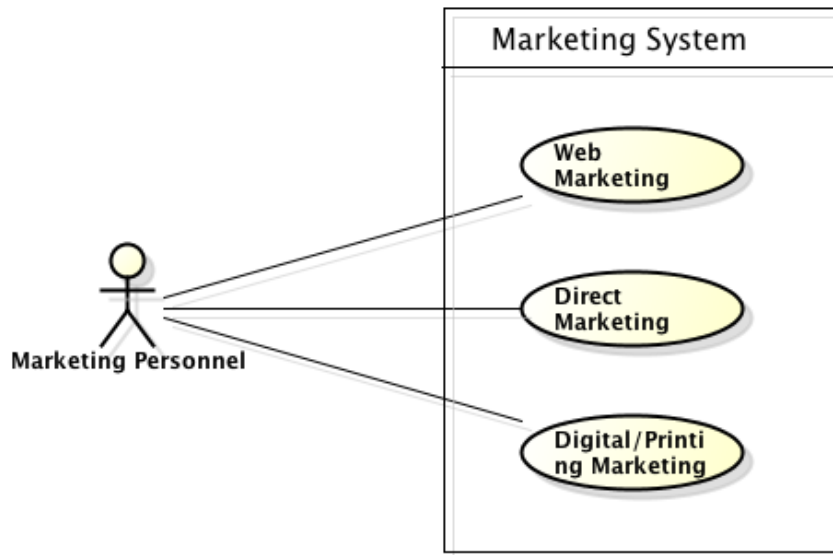 Marketing System
Web
Marketing
Direct
Marketing
Marketing Personnel
Digital/Printi
ng Marketing